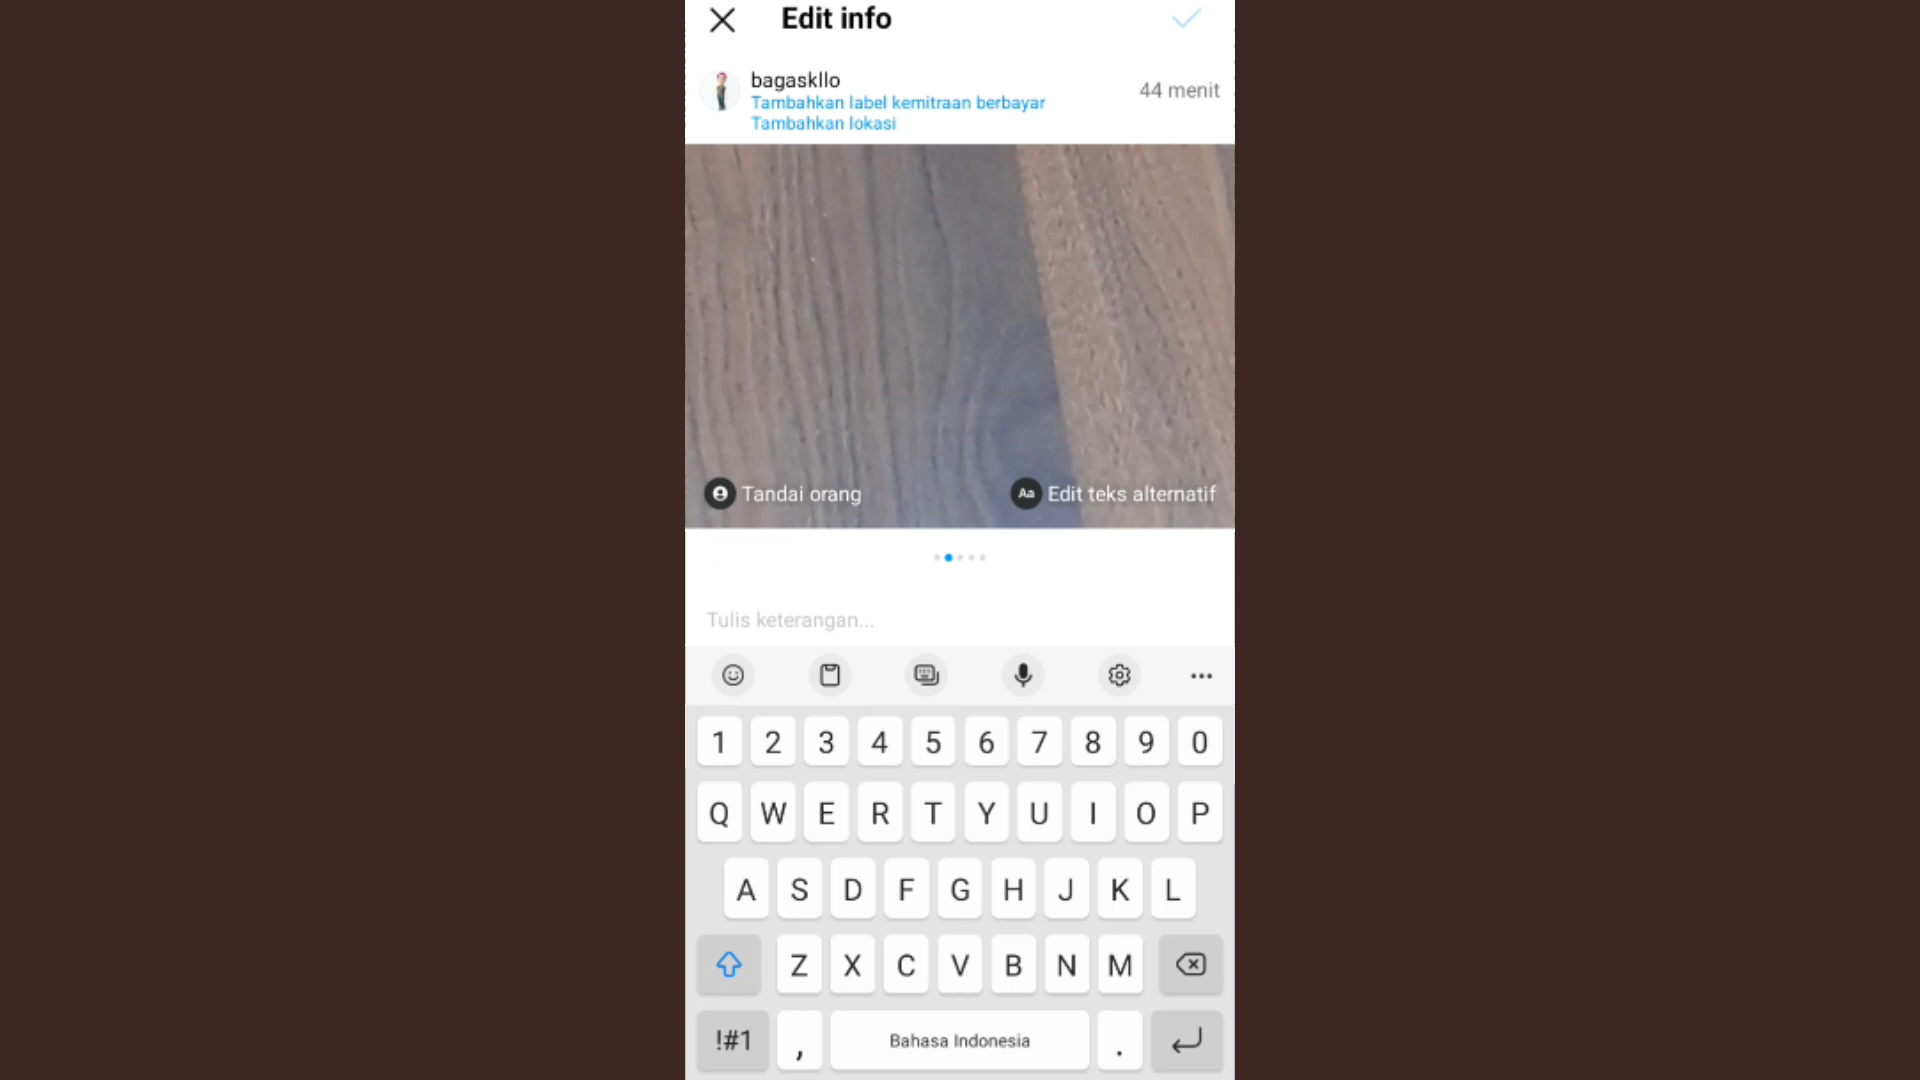 Edit info
bagaskllo
44 menit
Tambahkan label kemitraan berbayar
Tambahkan lokasi
Tandai orang
Aa Edit teks alternatif
Tulis keterangan...
1 2 3 4 5 6 7 8 9 0
Q W E R T Y U I O P
A S D F G H J K L
Z X C V B N M
!#1 , Bahasa Indonesia .